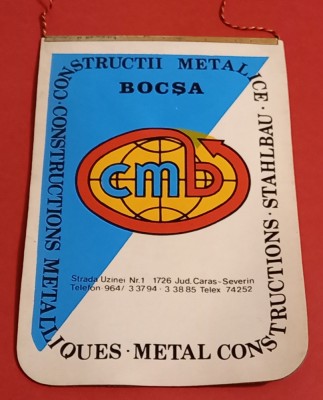 CONSTRUCTII METALICE · STAHLBAU · METAL CONSTRUCTIONS · CONSTRUCTIONS METALLIQUES ·
BOCȘA
cmb
Strada Uzinei Nr.1 1726 Jud. Caras-Severin
Telefon 964/ 3 37 94 · 3 38 85 Telex 74252